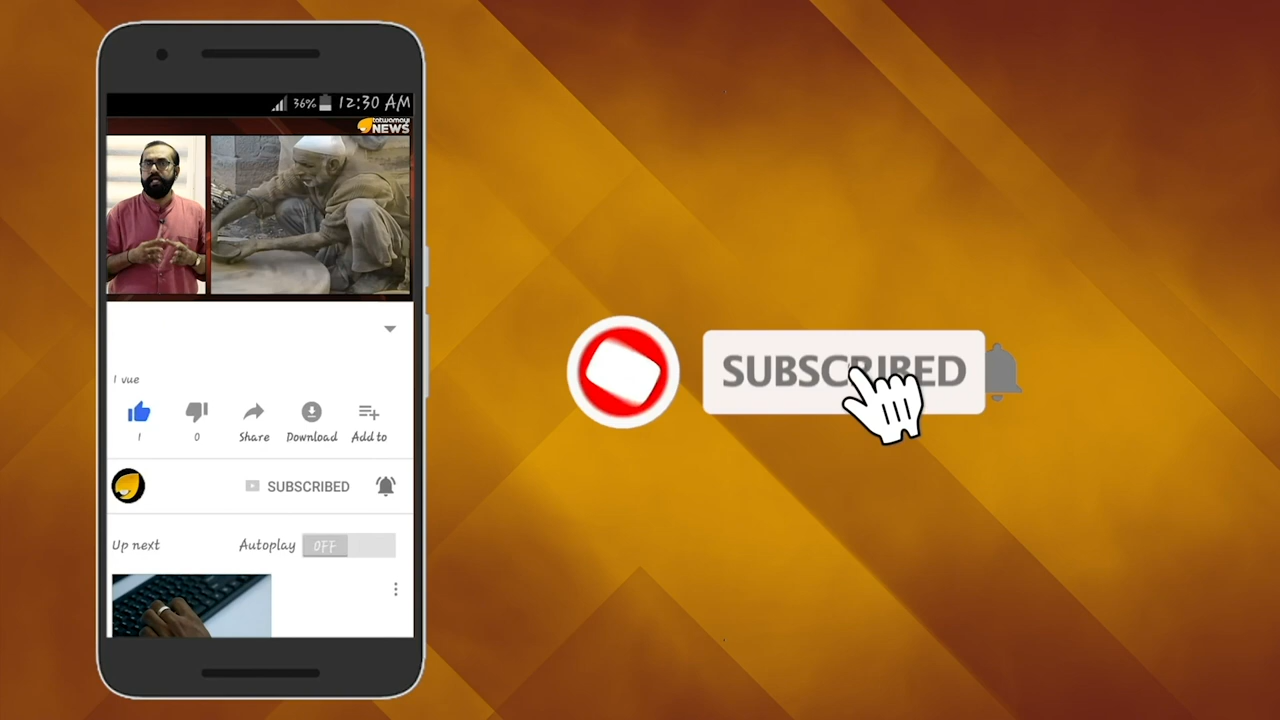 36% 12:30 AM
tatwamayi
NEWS
1 vue
1
0
Share
Download
Add to
SUBSCRIBED
Up next
Autoplay
OFF
SUBSCRIBED